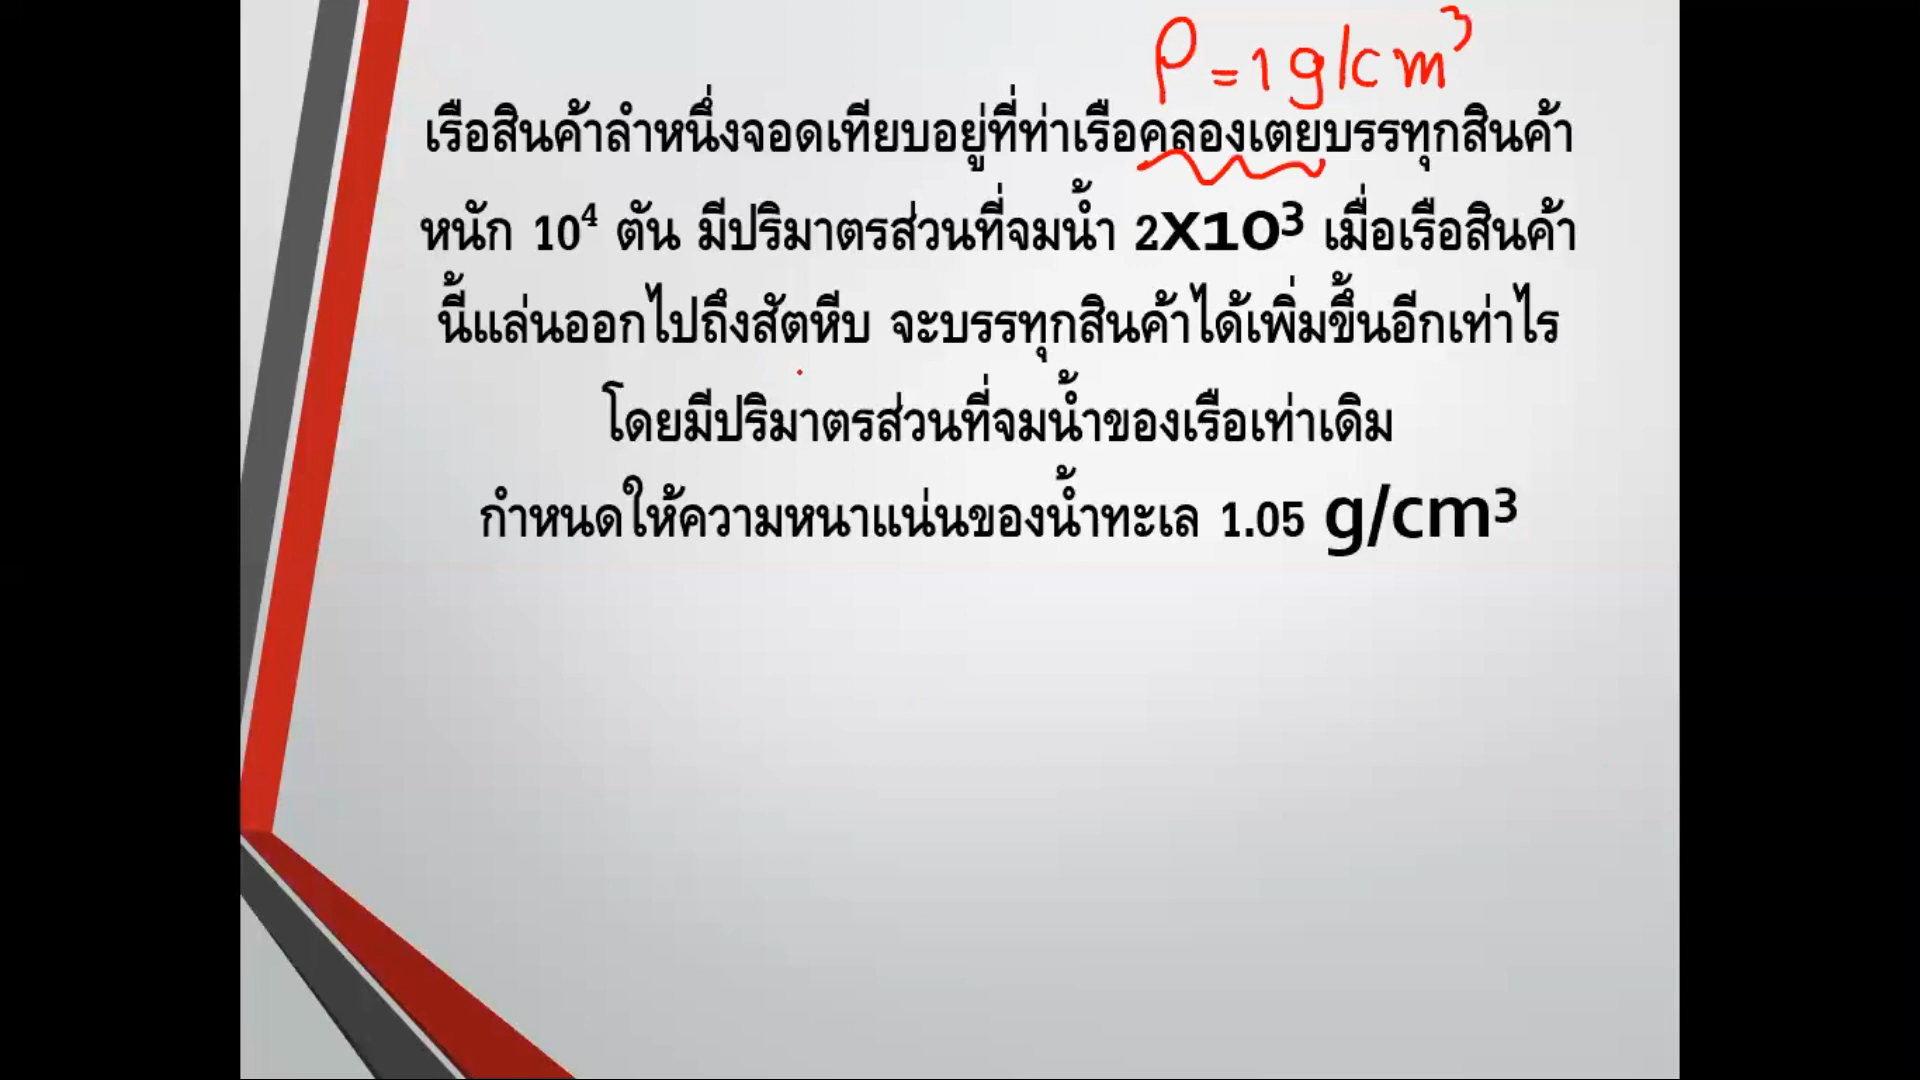 ρ = 1 g/cm³
เรือสินค้าลำหนึ่งจอดเทียบอยู่ที่ท่าเรือคลองเตยบรรทุกสินค้า
หนัก 10⁴ ตัน มีปริมาตรส่วนที่จมน้ำ 2X10³ เมื่อเรือสินค้า
นี้แล่นออกไปถึงสัตหีบ จะบรรทุกสินค้าได้เพิ่มขึ้นอีกเท่าไร
โดยมีปริมาตรส่วนที่จมน้ำของเรือเท่าเดิม
กำหนดให้ความหนาแน่นของน้ำทะเล 1.05 g/cm³